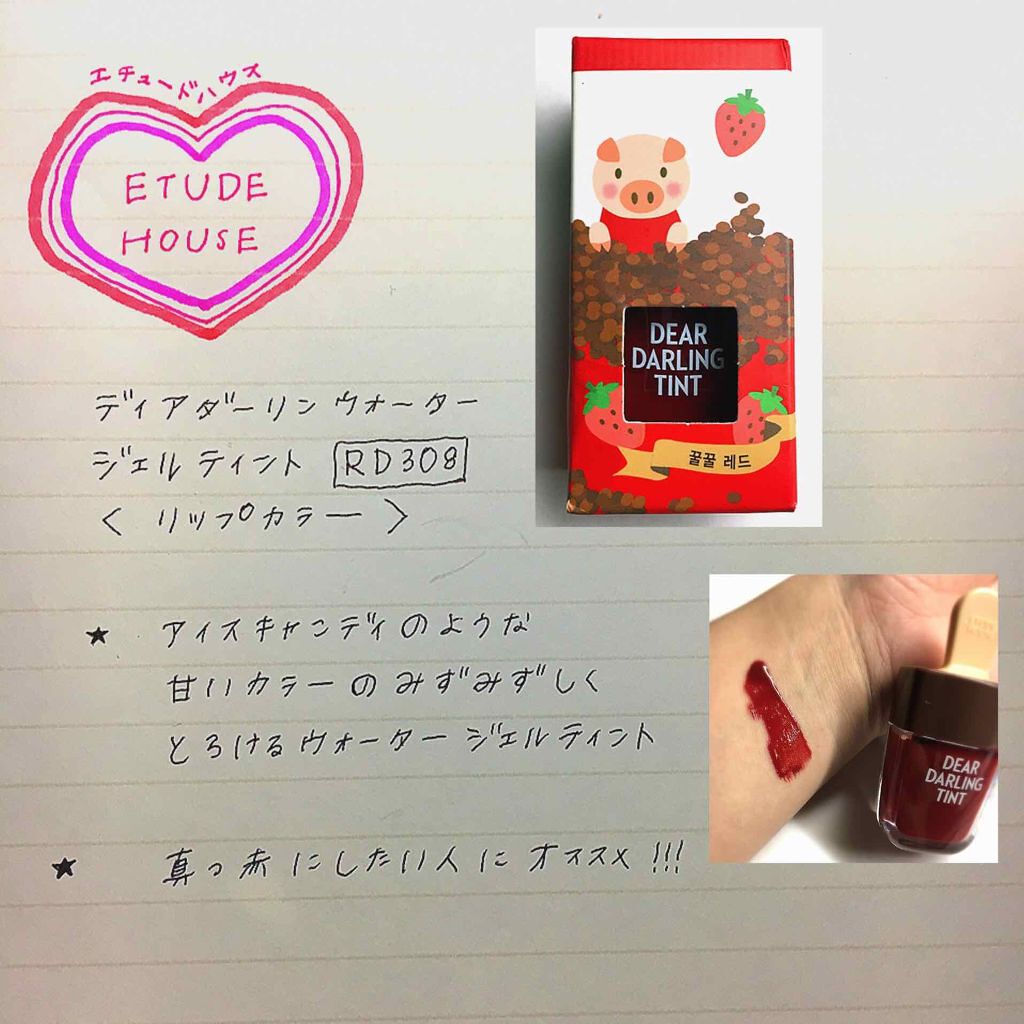 エチュードハウス
ETUDE
HOUSE
ディアダーリン ウォーター
ジェル ティント RD308
〈 リップカラー 〉
★ アイスキャンディのような
甘いカラーのみずみずしく
とろけるウォータージェルティント
★ 真っ赤にしたい人にオススメ!!!
DEAR
DARLING
TINT
꿀꿀 레드
DEAR
DARLING
TINT